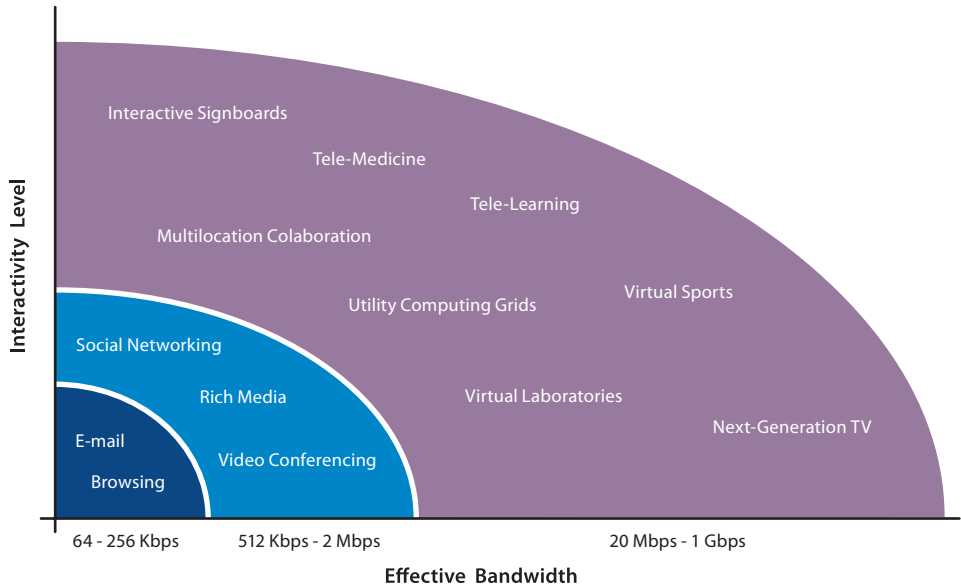 Interactive Signboards
Tele-Medicine
Tele-Learning
Multilocation Colaboration
Virtual Sports
Utility Computing Grids
Social Networking
Rich Media
Virtual Laboratories
Next-Generation TV
E-mail
Video Conferencing
Browsing
Interactivity Level
64 - 256 Kbps
512 Kbps - 2 Mbps
20 Mbps - 1 Gbps
Effective Bandwidth